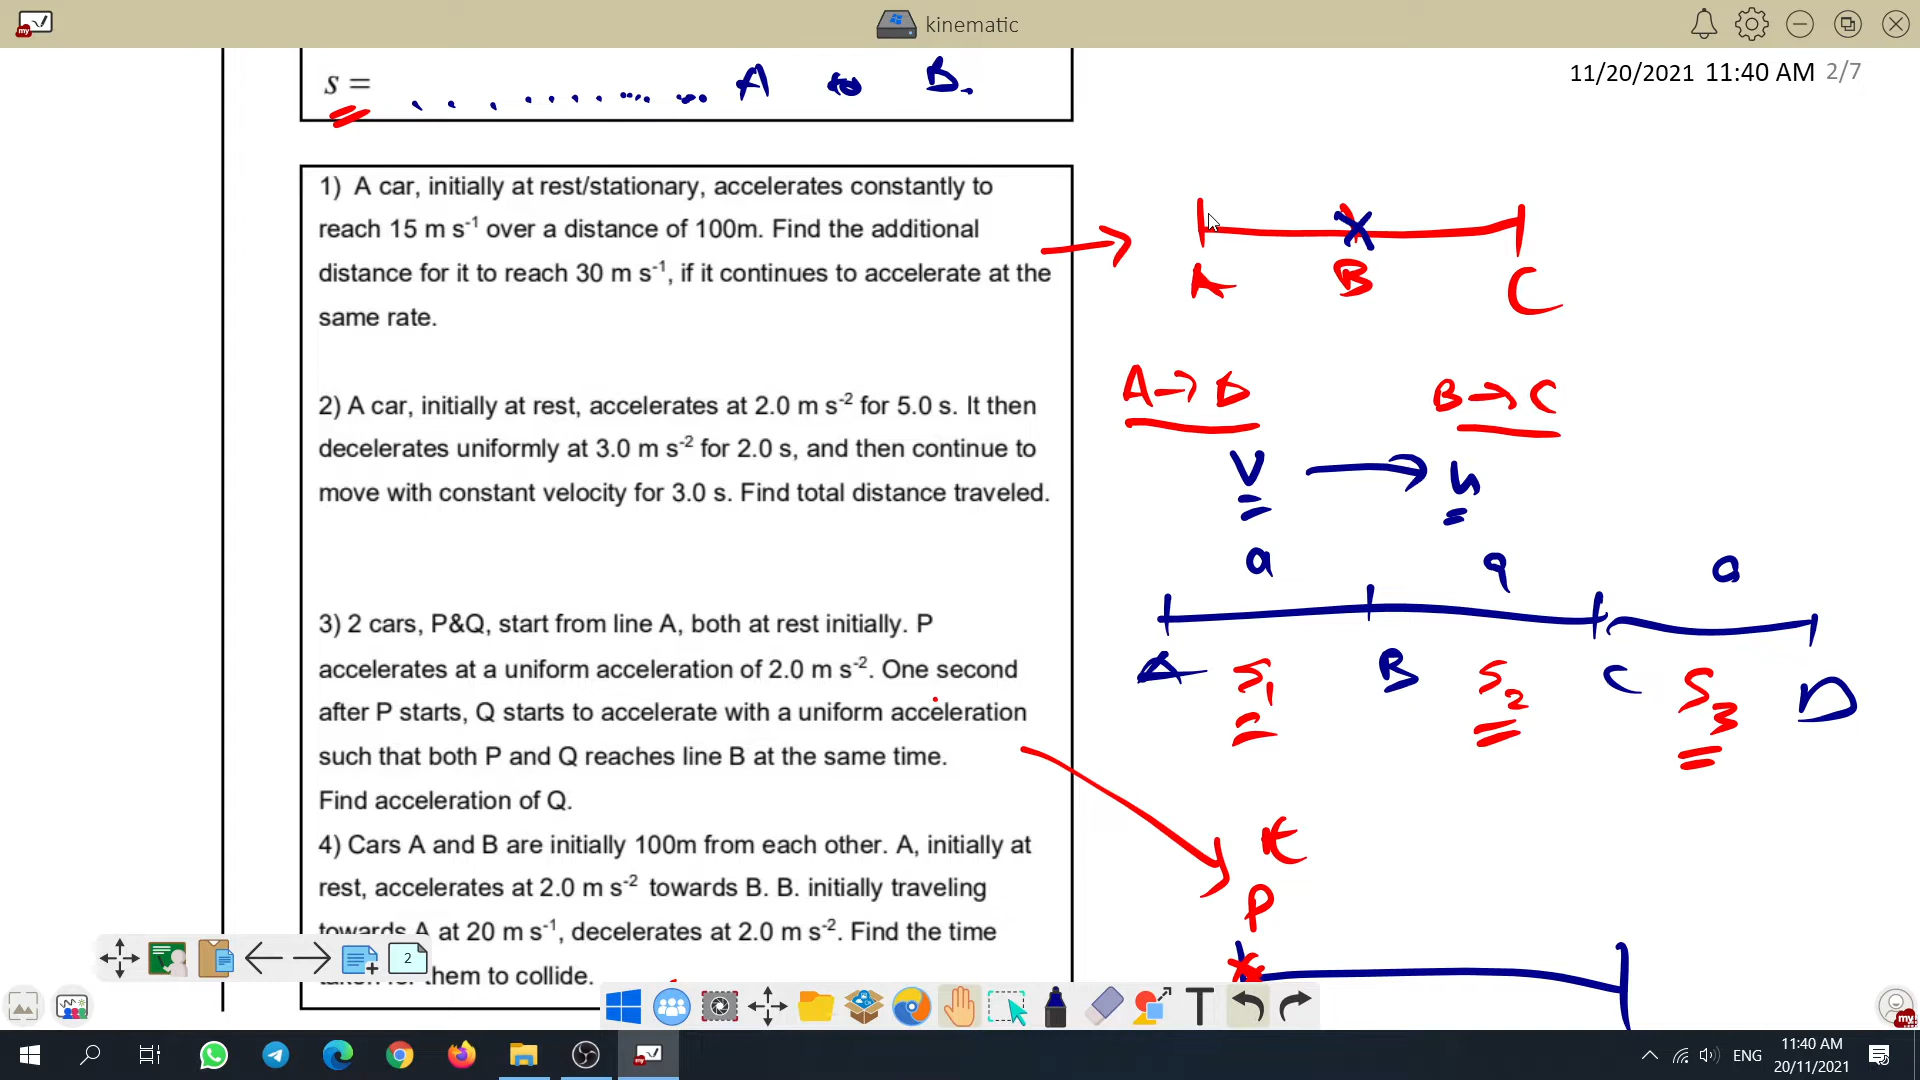 kinematic
11/20/2021 11:40 AM 2/7
s = ................ A to B.
1) A car, initially at rest/stationary, accelerates constantly to
reach 15 m s-1 over a distance of 100m. Find the additional
distance for it to reach 30 m s-1, if it continues to accelerate at the
same rate.
A B C
2) A car, initially at rest, accelerates at 2.0 m s-2 for 5.0 s. It then
decelerates uniformly at 3.0 m s-2 for 2.0 s, and then continue to
move with constant velocity for 3.0 s. Find total distance traveled.
A → B B → C
V → u
a a a
A S1 B S2 C S3 D
3) 2 cars, P&Q, start from line A, both at rest initially. P
accelerates at a uniform acceleration of 2.0 m s-2. One second
after P starts, Q starts to accelerate with a uniform acceleration
such that both P and Q reaches line B at the same time.
Find acceleration of Q.
4) Cars A and B are initially 100m from each other. A, initially at
rest, accelerates at 2.0 m s-2 towards B. B. initially traveling
towards A at 20 m s-1, decelerates at 2.0 m s-2. Find the time
them to collide.
P
2
T
ENG
11:40 AM
20/11/2021